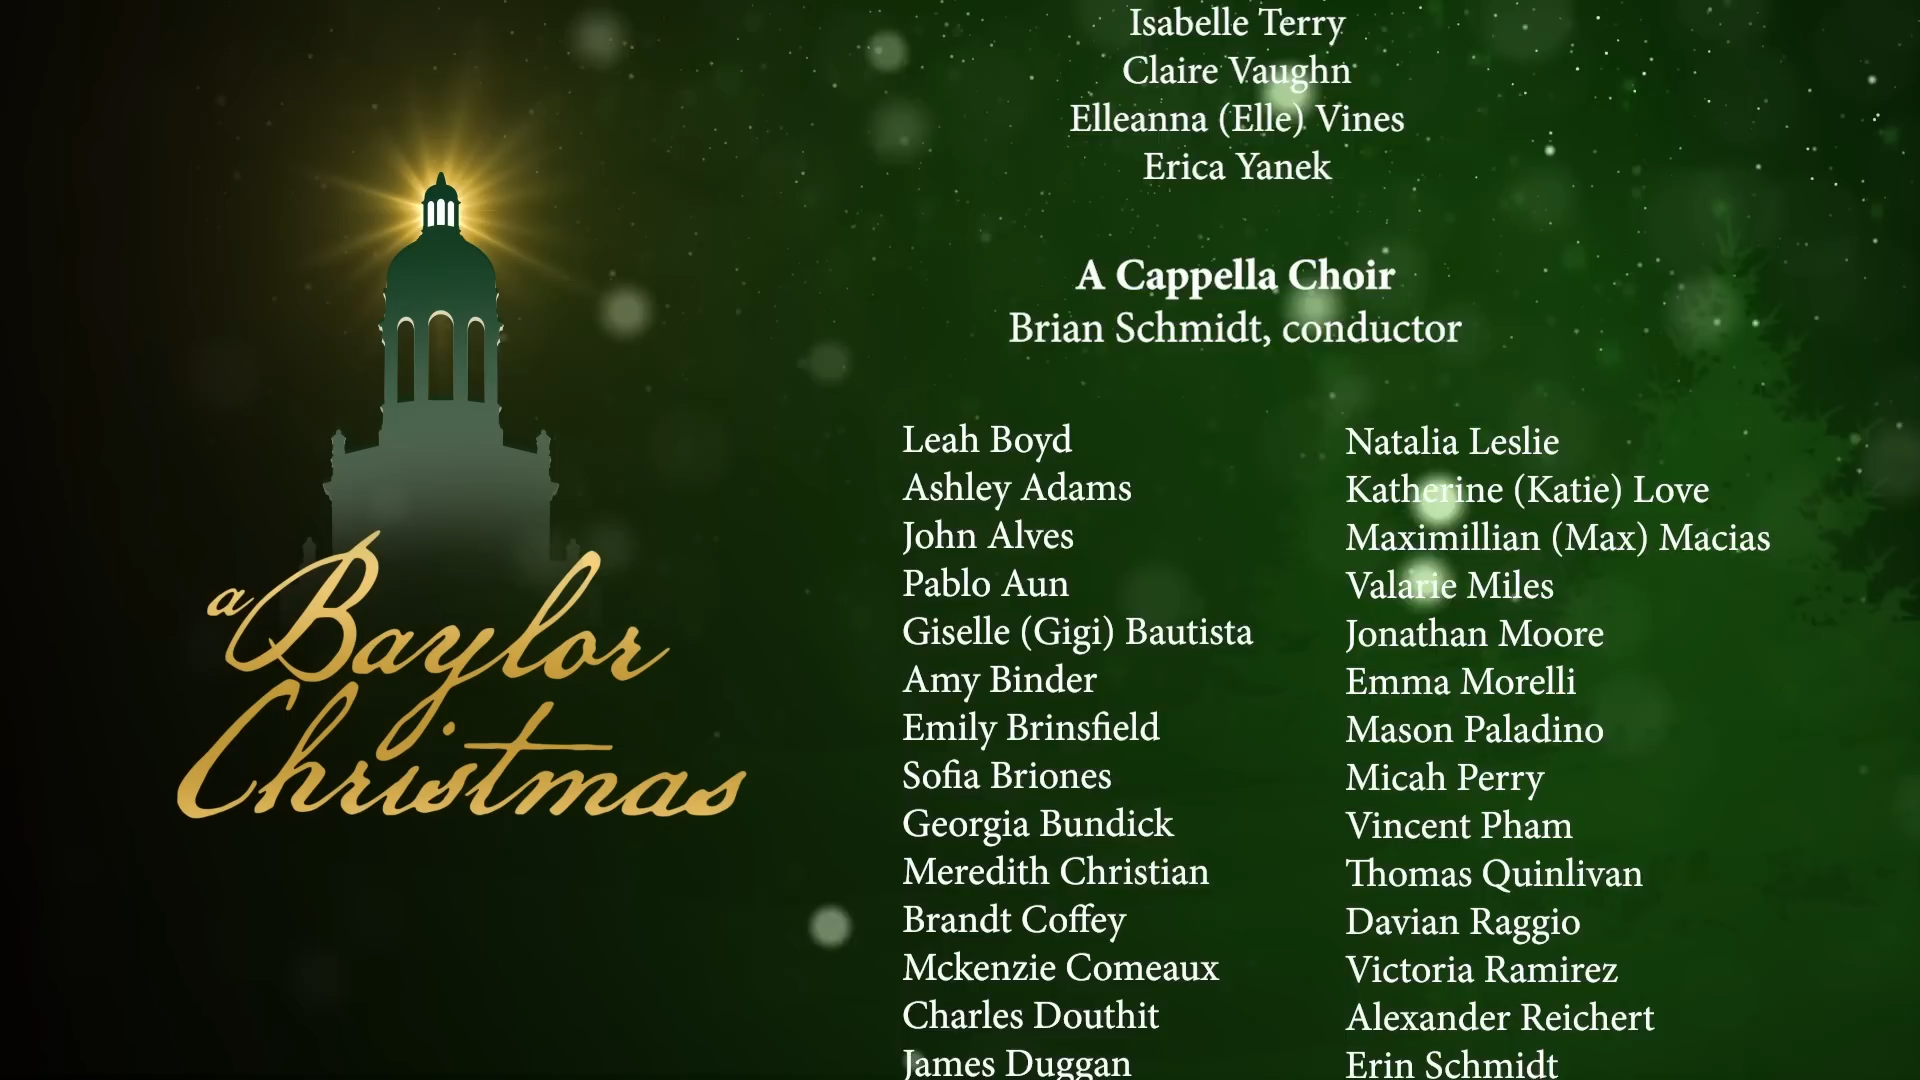 a Baylor
Christmas
Isabelle Terry
Claire Vaughn
Elleanna (Elle) Vines
Erica Yanek
A Cappella Choir
Brian Schmidt, conductor
Leah Boyd
Ashley Adams
John Alves
Pablo Aun
Giselle (Gigi) Bautista
Amy Binder
Emily Brinsfield
Sofia Briones
Georgia Bundick
Meredith Christian
Brandt Coffey
Mckenzie Comeaux
Charles Douthit
James Duggan
Natalia Leslie
Katherine (Katie) Love
Maximillian (Max) Macias
Valarie Miles
Jonathan Moore
Emma Morelli
Mason Paladino
Micah Perry
Vincent Pham
Thomas Quinlivan
Davian Raggio
Victoria Ramirez
Alexander Reichert
Erin Schmidt